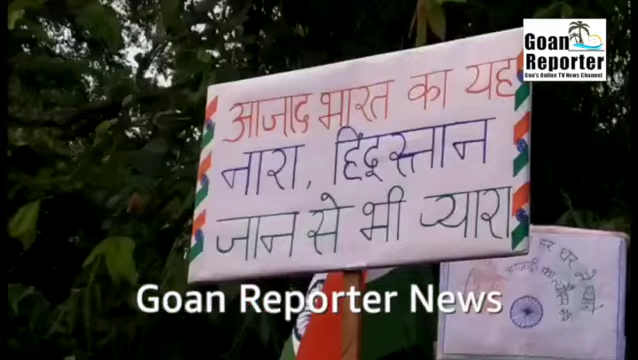 Goan
Reporter
Goa's Online TV News Channel
आजाद भारत का यह
नारा, हिंदूस्तान
जान से भी प्यारा
Goan Reporter News